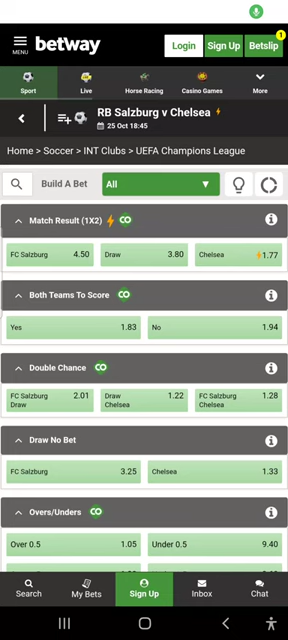 MENU
betway
Login
Sign Up
Betslip
1
Sport
Live
Horse Racing
Casino Games
More
RB Salzburg v Chelsea
25 Oct 18:45
Home > Soccer > INT Clubs > UEFA Champions League
Build A Bet
All
Match Result (1X2)
CO
FC Salzburg 4.50
Draw 3.80
Chelsea 1.77
Both Teams To Score
CO
Yes 1.83
No 1.94
Double Chance
CO
FC Salzburg
Draw
2.01
Draw
Chelsea
1.22
FC Salzburg
Chelsea
1.28
Draw No Bet
FC Salzburg 3.25
Chelsea 1.33
Overs/Unders
CO
Over 0.5 1.05
Under 0.5 9.40
Search
My Bets
Sign Up
Inbox
Chat